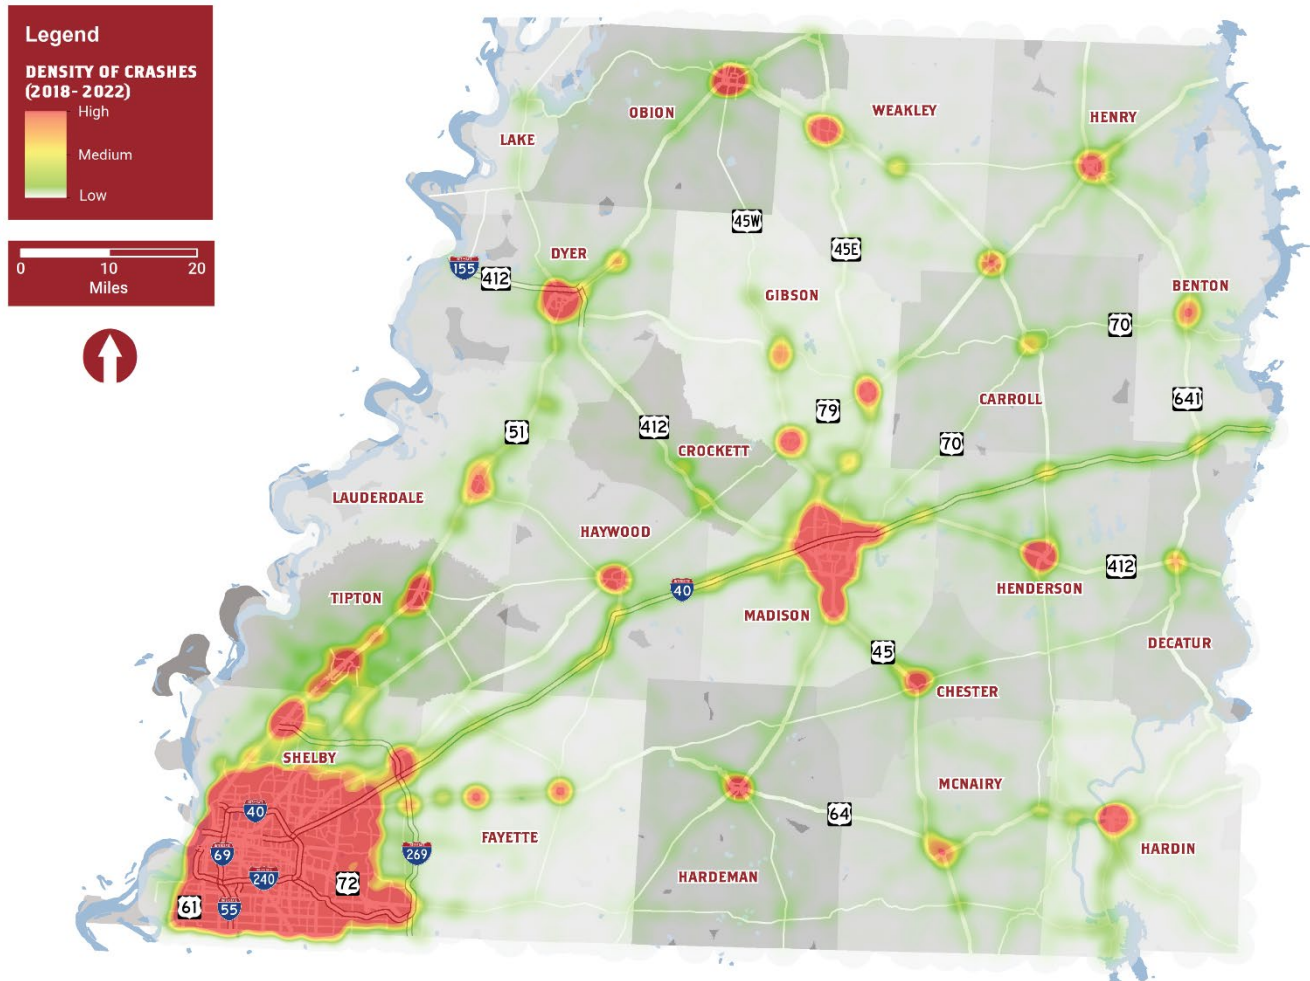 Legend
DENSITY OF CRASHES
(2018- 2022)
High
Medium
Low
0 10 20
Miles
OBION
WEAKLEY
HENRY
LAKE
45W
45E
DYER
155
412
GIBSON
BENTON
70
79
CARROLL
641
51
412
CROCKETT
70
LAUDERDALE
HAYWOOD
TIPTON
40
MADISON
HENDERSON
412
45
DECATUR
CHESTER
SHELBY
MCNAIRY
40
64
FAYETTE
69
269
HARDIN
240
72
HARDEMAN
61
55